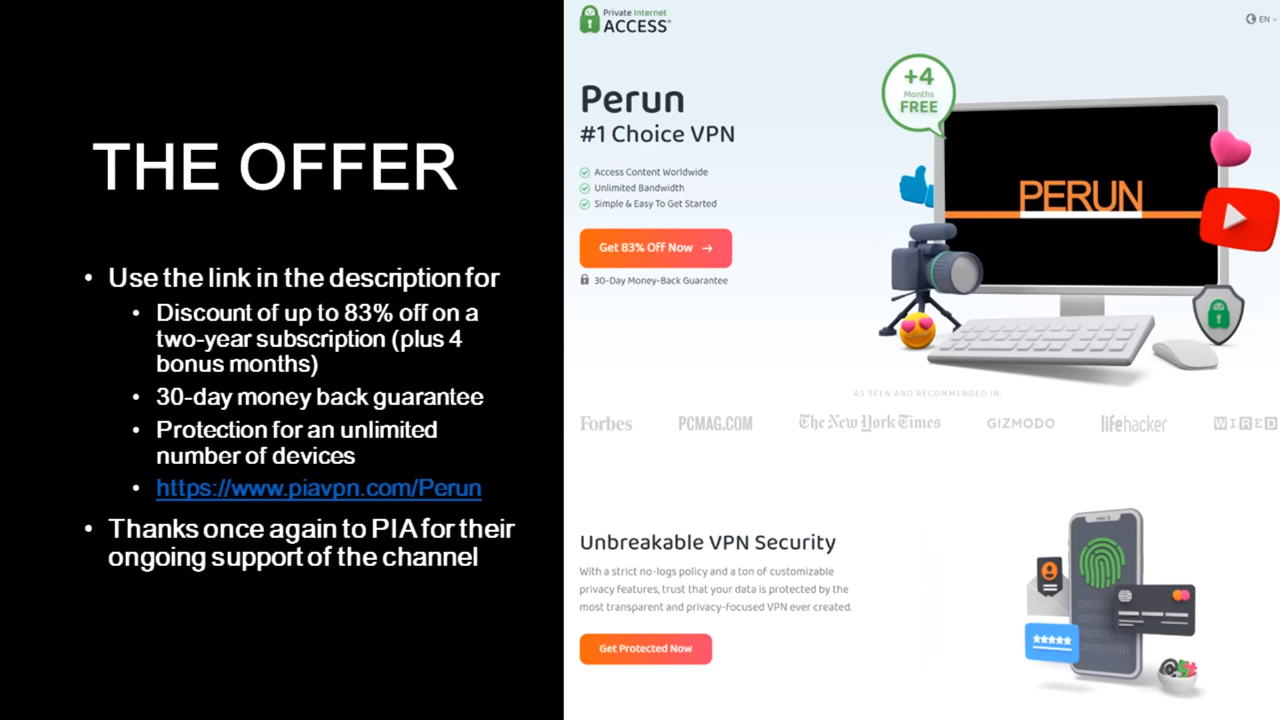 THE OFFER
• Use the link in the description for
• Discount of up to 83% off on a
two-year subscription (plus 4
bonus months)
• 30-day money back guarantee
• Protection for an unlimited
number of devices
• https://www.piavpn.com/Perun
• Thanks once again to PIA for their
ongoing support of the channel
Private Internet
ACCESS®
EN
Perun
#1 Choice VPN
Access Content Worldwide
Unlimited Bandwidth
Simple & Easy To Get Started
Get 83% Off Now →
30-Day Money-Back Guarantee
+4
Months
FREE
PERUN
AS SEEN AND RECOMMENDED IN:
Forbes PCMAG.COM The New York Times GIZMODO lifehacker WIRED
Unbreakable VPN Security
With a strict no-logs policy and a ton of customizable
privacy features, trust that your data is protected by the
most transparent and privacy-focused VPN ever created.
Get Protected Now